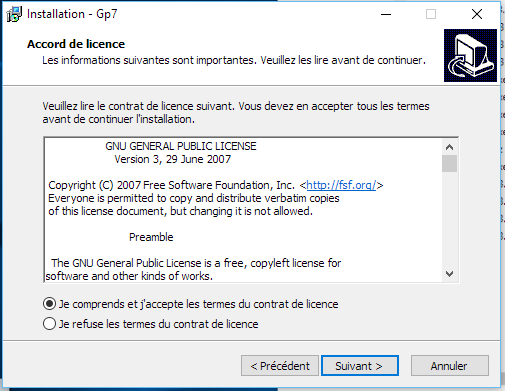 Installation - Gp7
Accord de licence
Les informations suivantes sont importantes. Veuillez les lire avant de continuer.
Veuillez lire le contrat de licence suivant. Vous devez en accepter tous les termes
avant de continuer l'installation.
GNU GENERAL PUBLIC LICENSE
Version 3, 29 June 2007
Copyright (C) 2007 Free Software Foundation, Inc. <http://fsf.org/>
Everyone is permitted to copy and distribute verbatim copies
of this license document, but changing it is not allowed.
Preamble
The GNU General Public License is a free, copyleft license for
software and other kinds of works.
Je comprends et j'accepte les termes du contrat de licence
Je refuse les termes du contrat de licence
< Précédent Suivant > Annuler